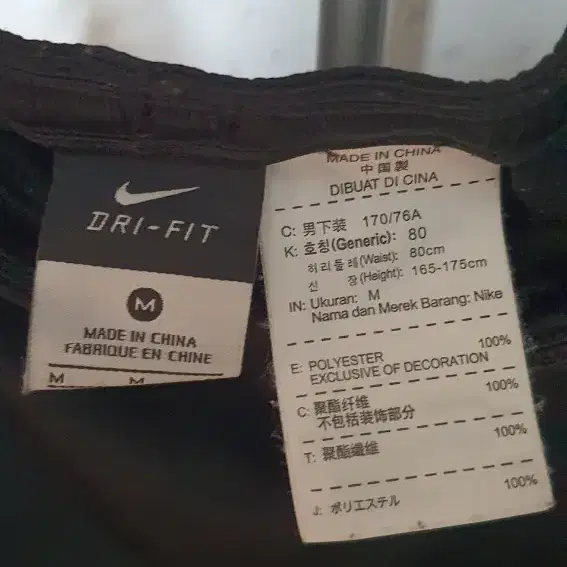 DRI-FIT
M
MADE IN CHINA
FABRIQUE EN CHINE
M M
MADE IN CHINA
中国製
DIBUAT DI CINA
C: 男下装 170/76A
K: 호칭(Generic): 80
허리둘레(Waist): 80cm
신 장(Height): 165-175cm
IN: Ukuran: M
Nama dan Merek Barang: Nike
E: POLYESTER 100%
EXCLUSIVE OF DECORATION
C: 聚酯纤维 100%
不包括装饰部分
T: 聚酯纖維 100%
J: ポリエステル 100%